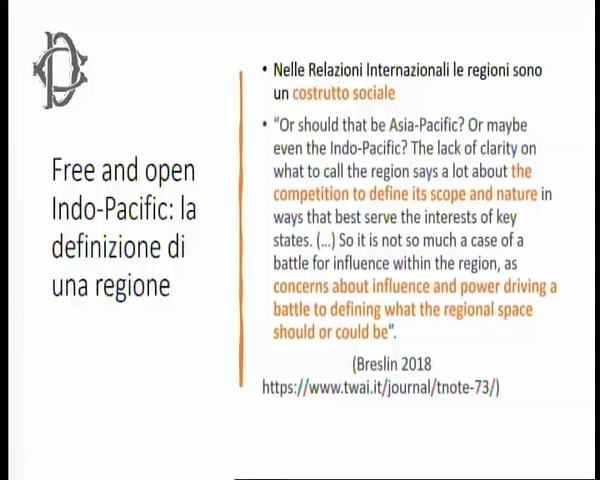 Free and open
Indo-Pacific: la
definizione di
una regione
• Nelle Relazioni Internazionali le regioni sono
un costrutto sociale
• “Or should that be Asia-Pacific? Or maybe
even the Indo-Pacific? The lack of clarity on
what to call the region says a lot about the
competition to define its scope and nature in
ways that best serve the interests of key
states. (...) So it is not so much a case of a
battle for influence within the region, as
concerns about influence and power driving a
battle to defining what the regional space
should or could be”.
(Breslin 2018
https://www.twai.it/journal/tnote-73/)